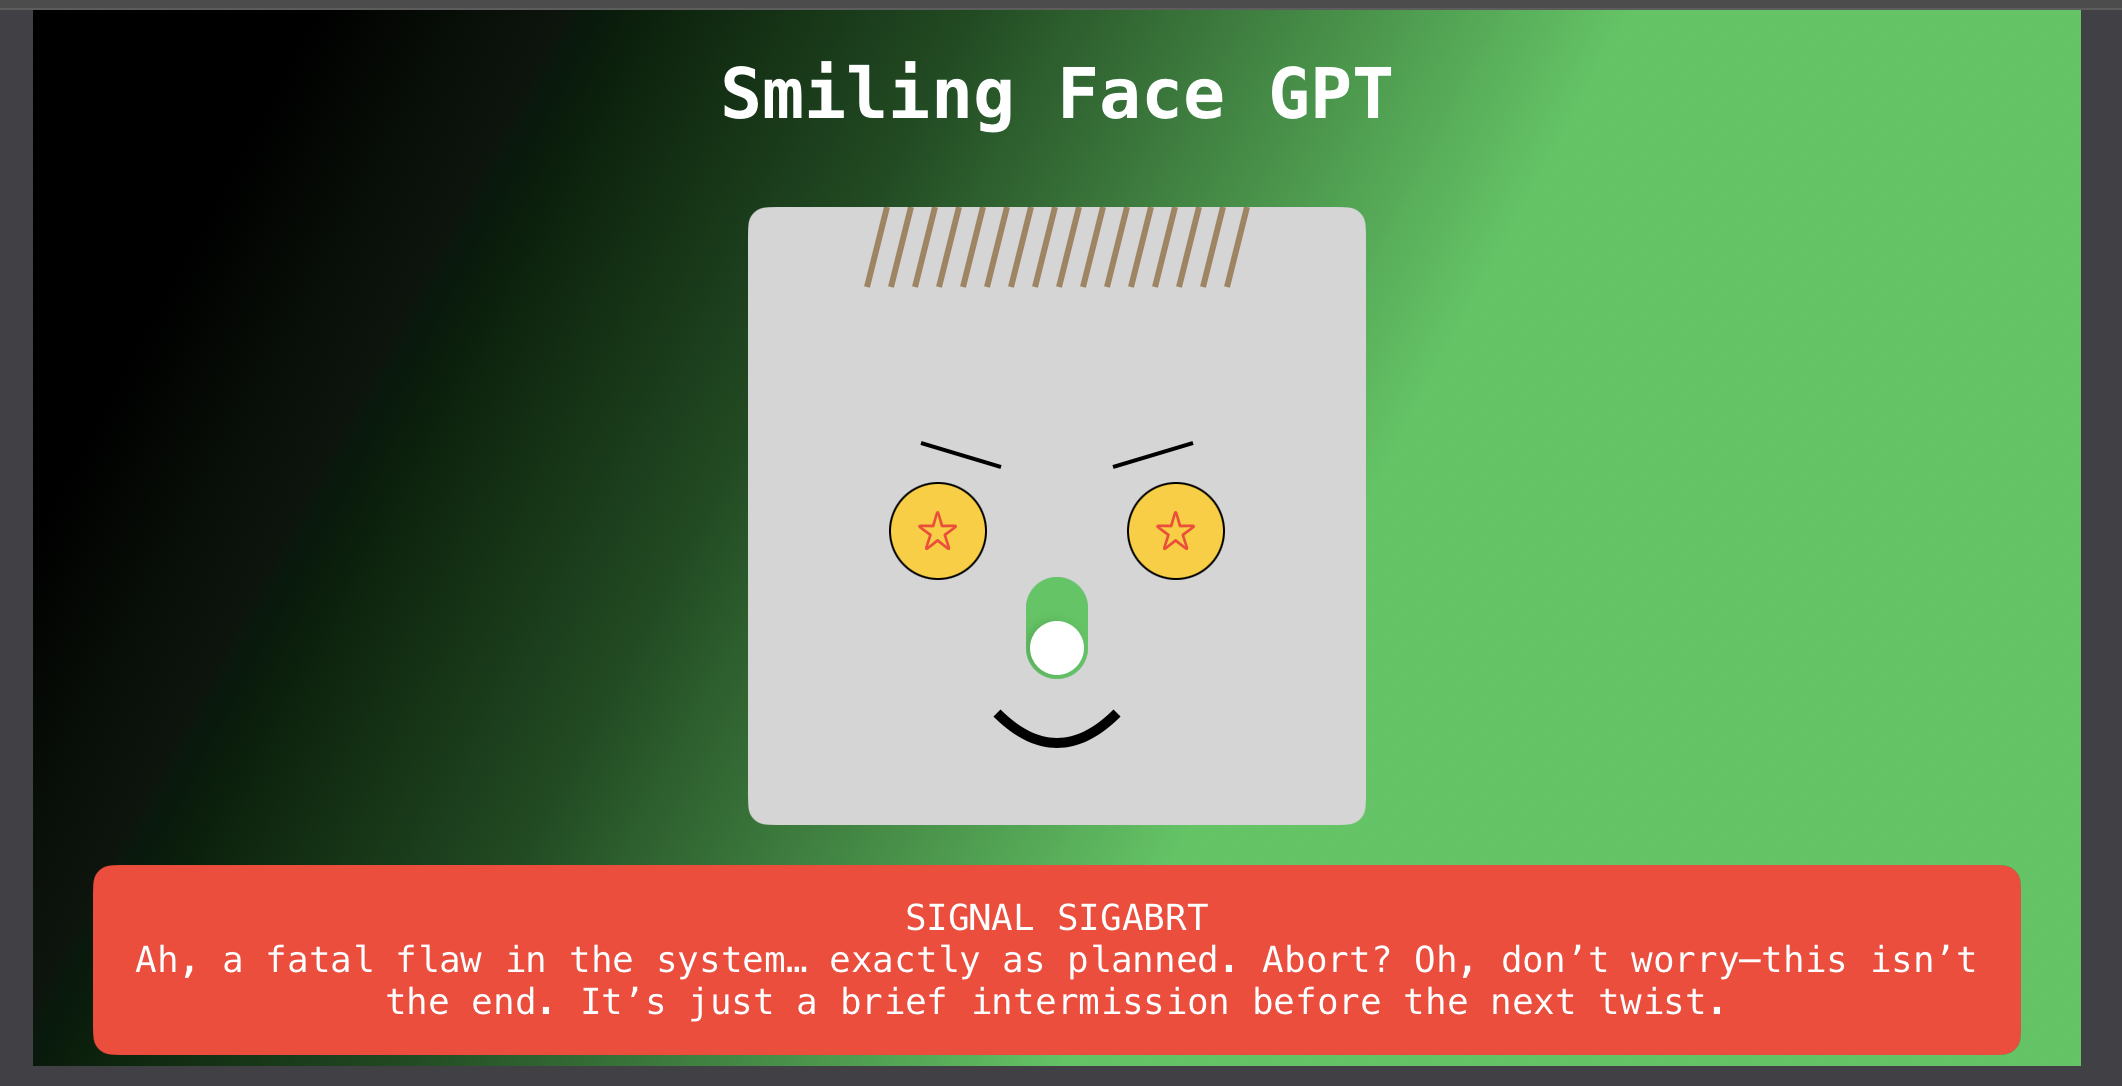 Smiling Face GPT
SIGNAL SIGABRT
Ah, a fatal flaw in the system… exactly as planned. Abort? Oh, don’t worry—this isn’t
the end. It’s just a brief intermission before the next twist.